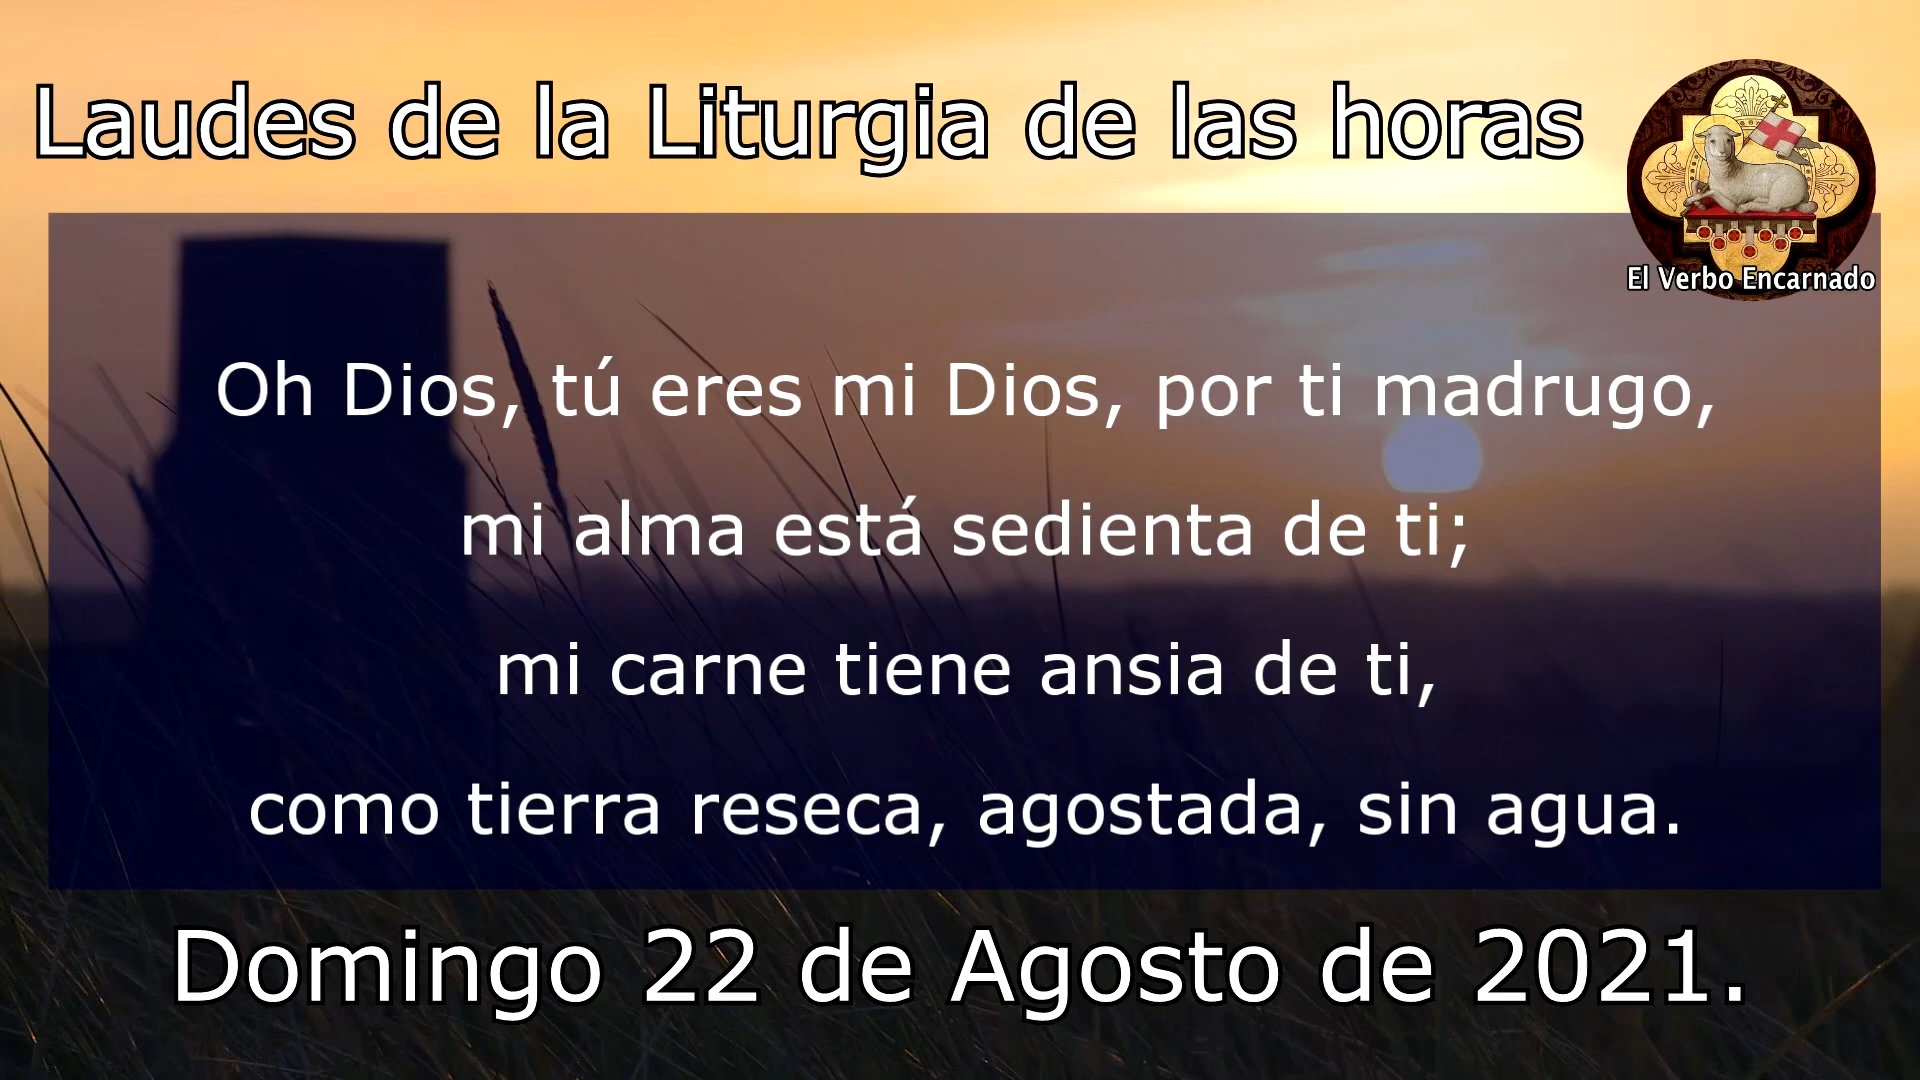 Laudes de la Liturgia de las horas
El Verbo Encarnado
Oh Dios, tú eres mi Dios, por ti madrugo,
mi alma está sedienta de ti;
mi carne tiene ansia de ti,
como tierra reseca, agostada, sin agua.
Domingo 22 de Agosto de 2021.